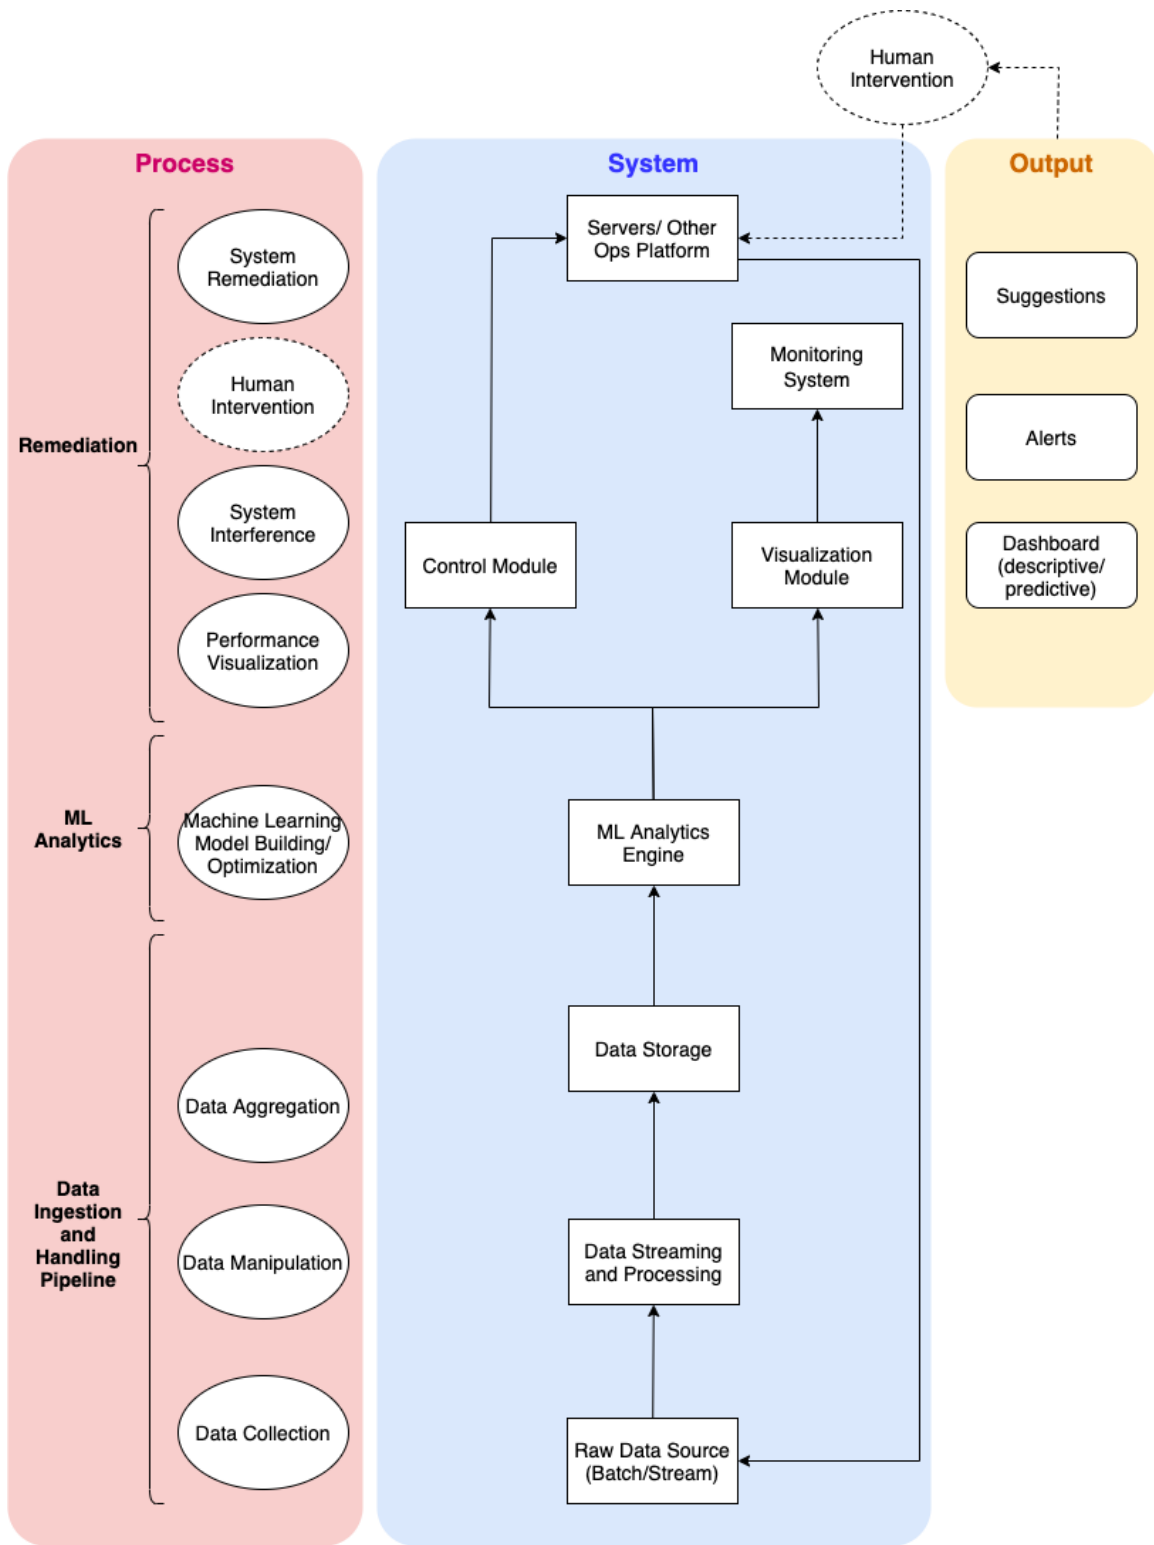 Human
Intervention
Process
System
Remediation
Human
Intervention
System
Interference
Performance
Visualization
Remediation
Machine Learning
Model Building/
Optimization
ML
Analytics
Data Aggregation
Data Manipulation
Data Collection
Data
Ingestion
and
Handling
Pipeline
System
Servers/ Other
Ops Platform
Monitoring
System
Control Module
Visualization
Module
ML Analytics
Engine
Data Storage
Data Streaming
and Processing
Raw Data Source
(Batch/Stream)
Output
Suggestions
Alerts
Dashboard
(descriptive/
predictive)